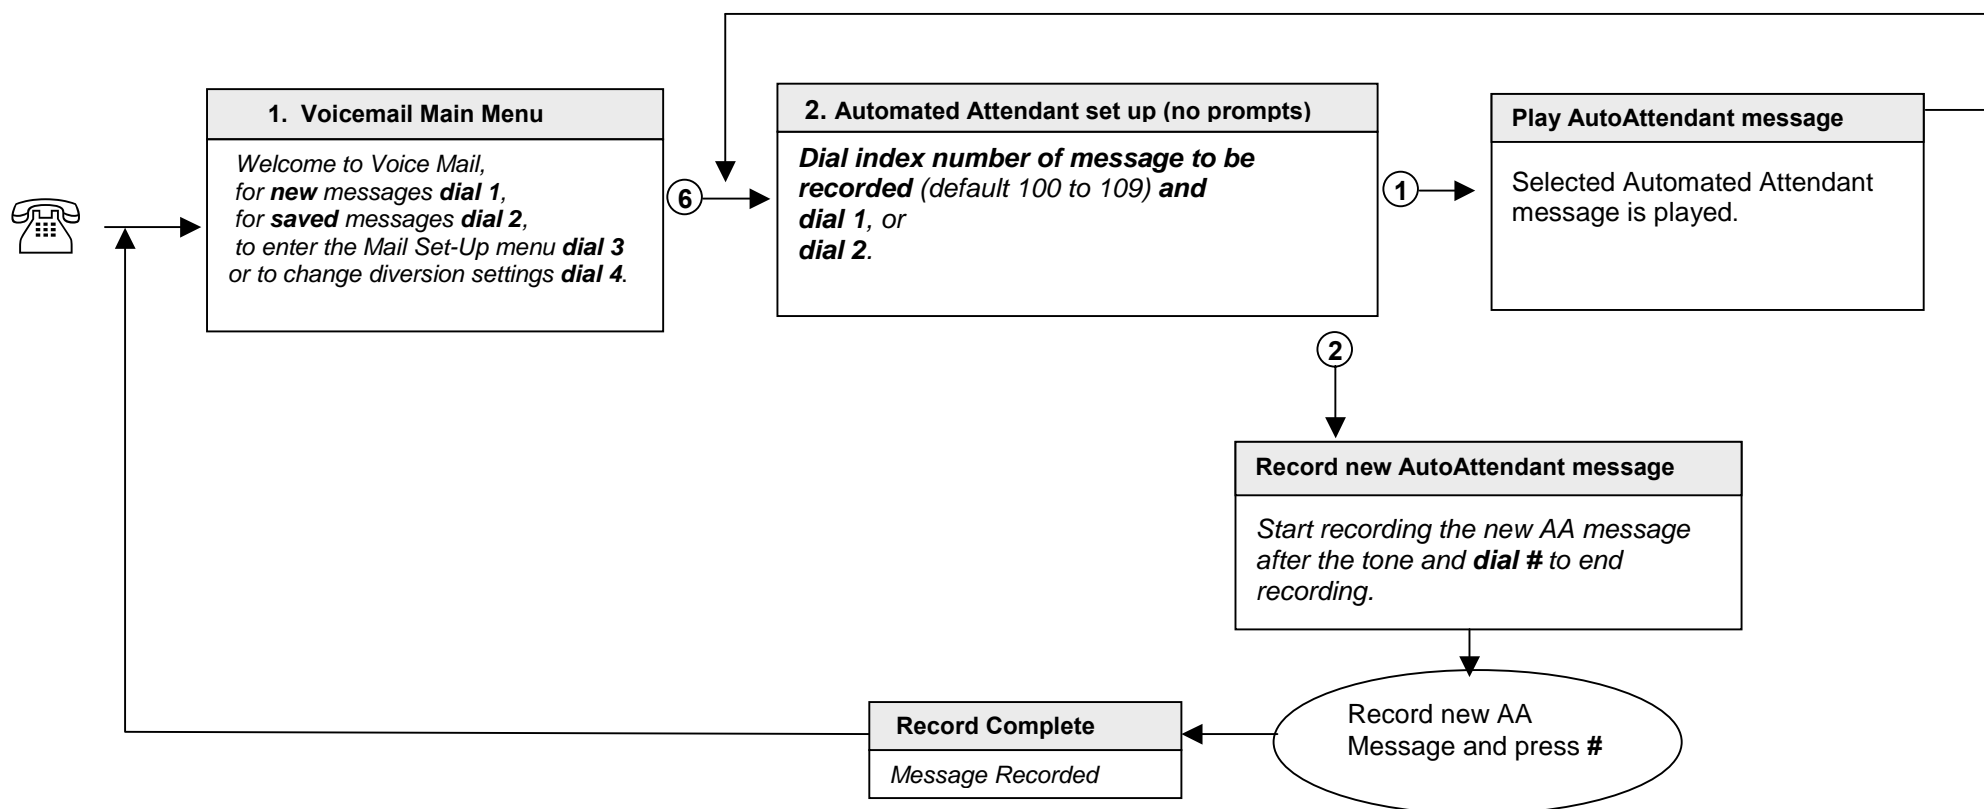 1. Voicemail Main Menu
Welcome to Voice Mail,
for new messages dial 1,
for saved messages dial 2,
to enter the Mail Set-Up menu dial 3
or to change diversion settings dial 4.
6
2. Automated Attendant set up (no prompts)
Dial index number of message to be
recorded (default 100 to 109) and
dial 1, or
dial 2.
1
Play AutoAttendant message
Selected Automated Attendant
message is played.
2
Record new AutoAttendant message
Start recording the new AA message
after the tone and dial # to end
recording.
Record new AA
Message and press #
Record Complete
Message Recorded